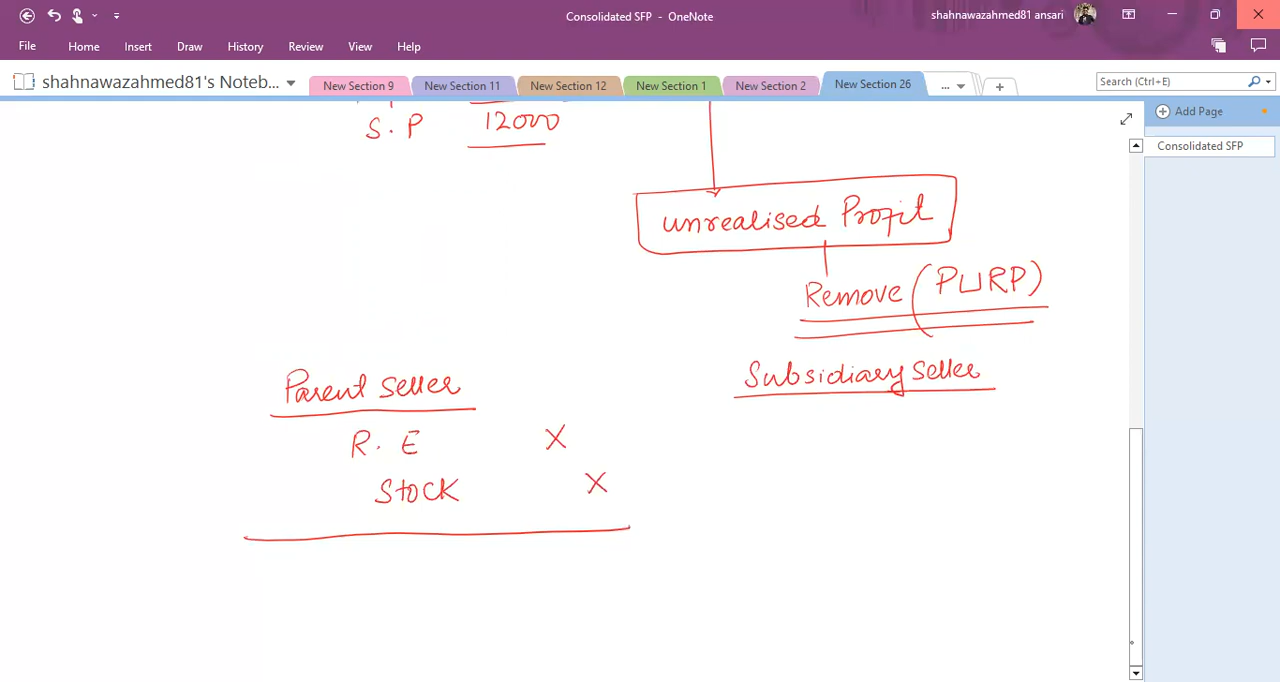 Consolidated SFP - OneNote
shahnawazahmed81 ansari
File Home Insert Draw History Review View Help
shahnawazahmed81's Noteb...
New Section 9
New Section 11
New Section 12
New Section 1
New Section 2
New Section 26
...
Search (Ctrl+E)
Add Page
Consolidated SFP
S.P 12000
unrealised Profit
Remove (PURP)
Parent Seller
Subsidiary Seller
R.E X
Stock X